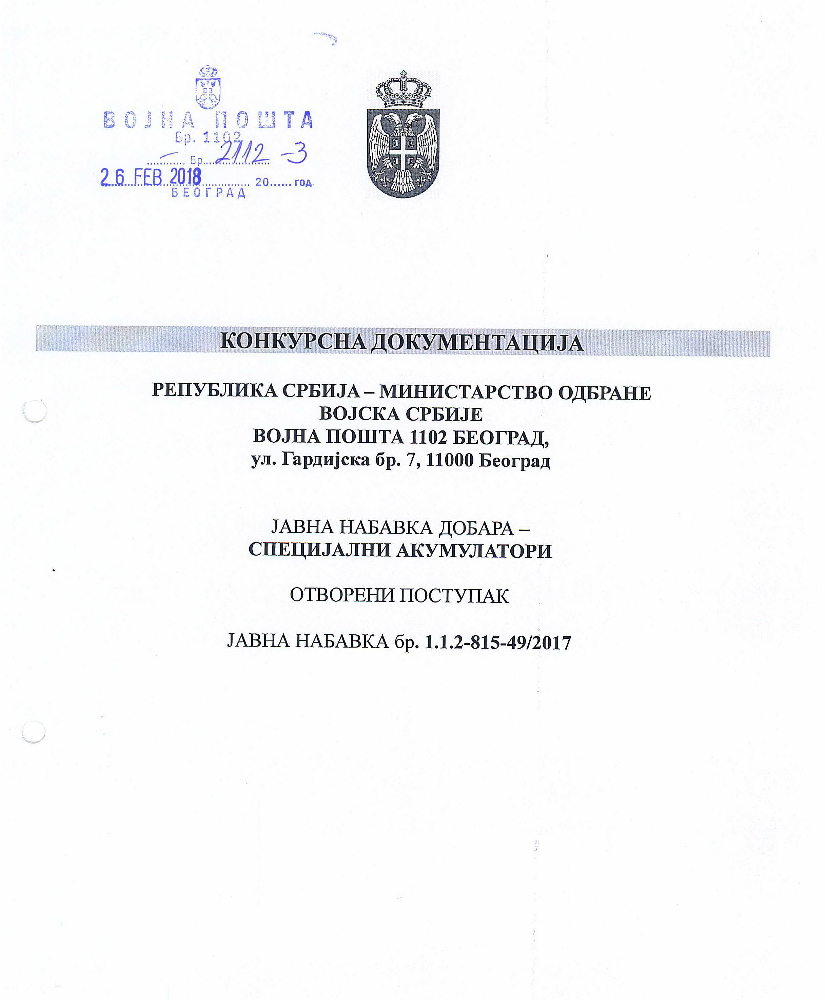 ВОЈНА ПОШТА
Бр. 1102
Бр. 2112-3
26 FEB 2018 20...... год.
БЕОГРАД
КОНКУРСНА ДОКУМЕНТАЦИЈА
РЕПУБЛИКА СРБИЈА – МИНИСТАРСТВО ОДБРАНЕ
ВОЈСКА СРБИЈЕ
ВОЈНА ПОШТА 1102 БЕОГРАД,
ул. Гардијска бр. 7, 11000 Београд
ЈАВНА НАБАВКА ДОБАРА –
СПЕЦИЈАЛНИ АКУМУЛАТОРИ
ОТВОРЕНИ ПОСТУПАК
ЈАВНА НАБАВКА бр. 1.1.2-815-49/2017